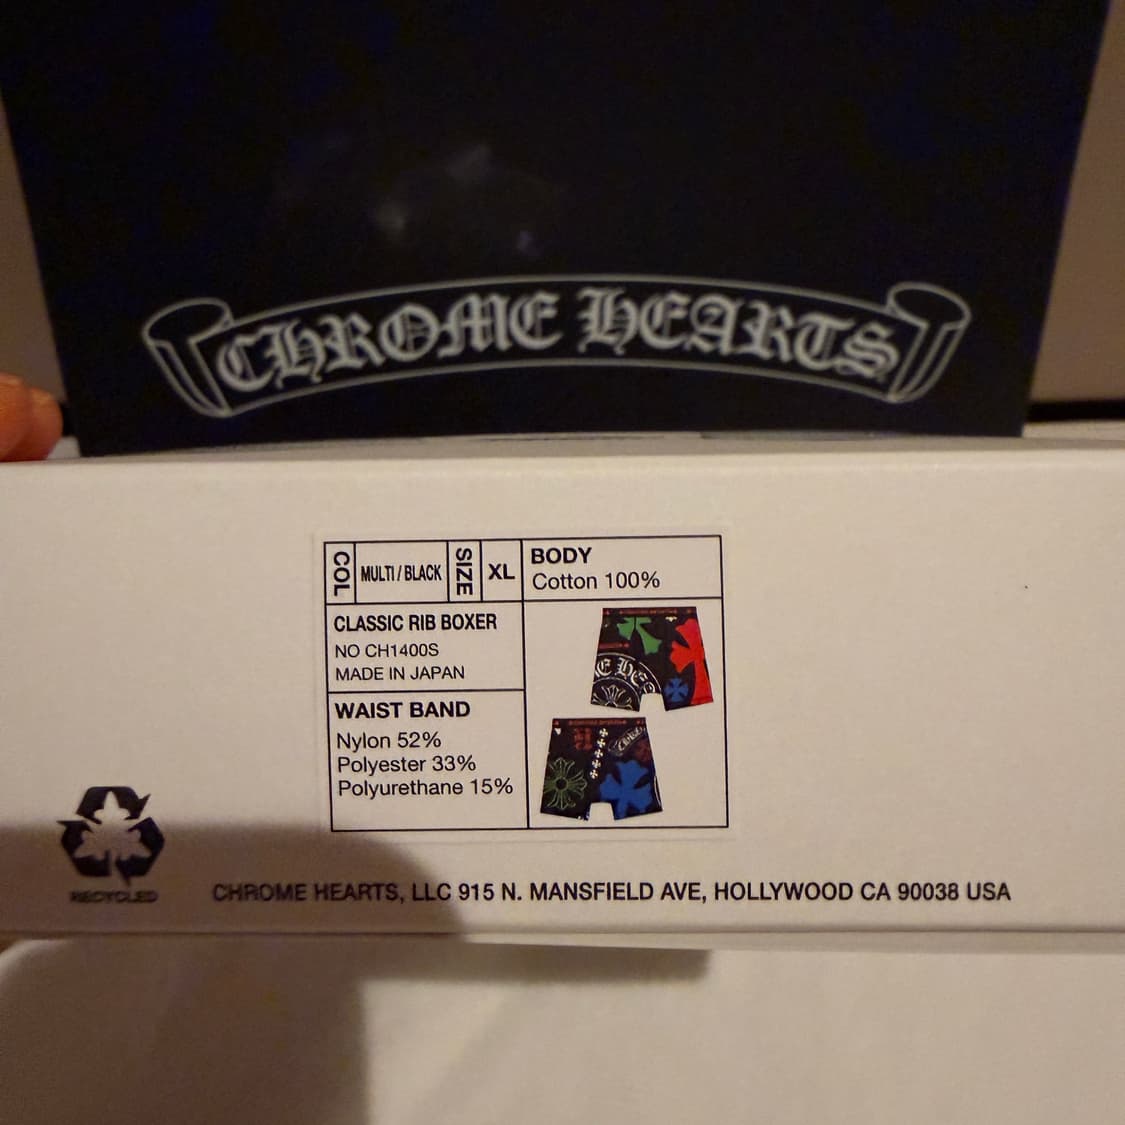 CHROME HEARTS
COL MULTI / BLACK SIZE XL
BODY
Cotton 100%
CLASSIC RIB BOXER
NO CH1400S
MADE IN JAPAN
WAIST BAND
Nylon 52%
Polyester 33%
Polyurethane 15%
RECYCLED
CHROME HEARTS, LLC 915 N. MANSFIELD AVE, HOLLYWOOD CA 90038 USA